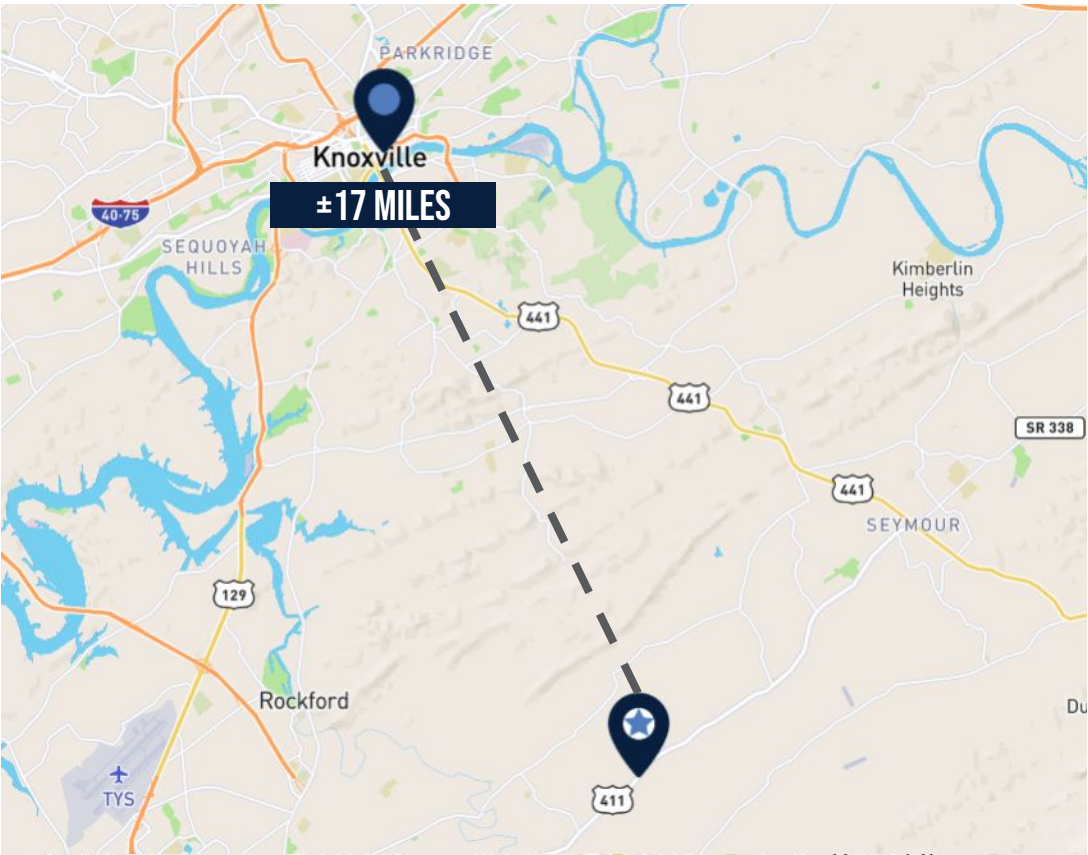 PARKRIDGE
Knoxville
±17 MILES
40-75
SEQUOYAH
HILLS
Kimberlin
Heights
441
441
SR 338
441
SEYMOUR
129
Rockford
Du
TYS
411